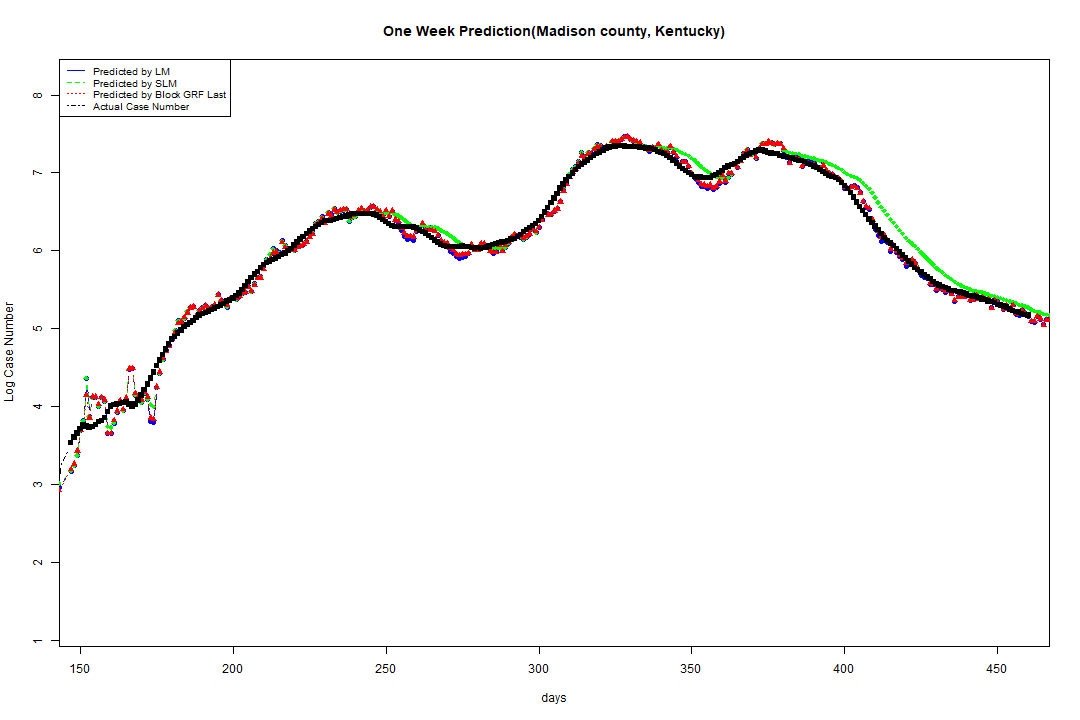 One Week Prediction(Madison county, Kentucky)
Predicted by LM
Predicted by SLM
Predicted by Block GRF Last
Actual Case Number
8
7
6
5
4
3
2
1
Log Case Number
150 200 250 300 350 400 450
days